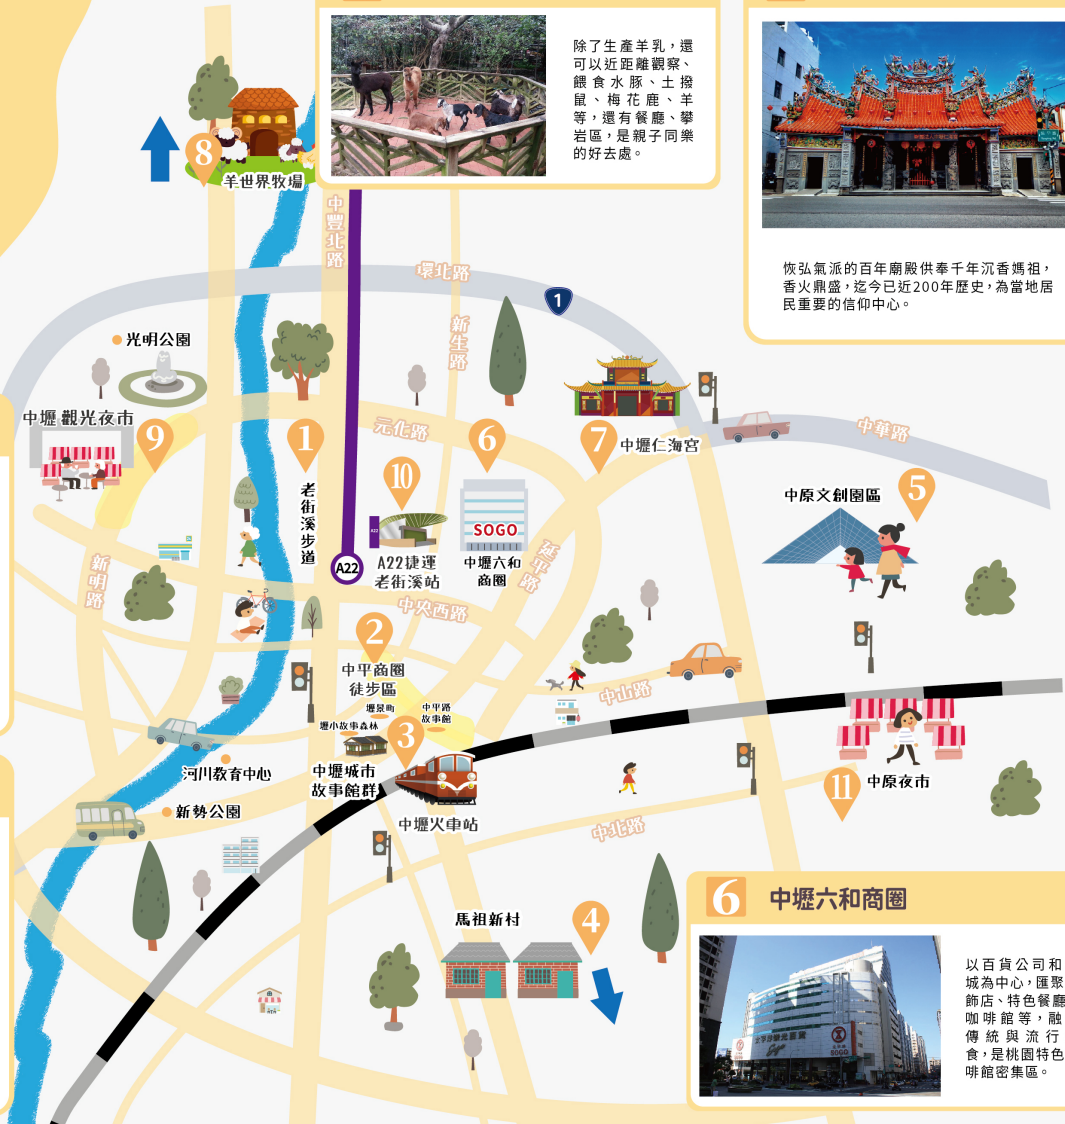 除了生產羊乳，還
可以近距離觀察、
餵食水豚、土撥
鼠、梅花鹿、羊
等，還有餐廳、攀
岩區，是親子同樂
的好去處。
恢弘氣派的百年廟殿供奉千年沉香媽祖，
香火鼎盛，迄今已近200年歷史，為當地居
民重要的信仰中心。
8
羊世界牧場
中豐北路
環北路
1
新生路
光明公園
中壢觀光夜市
9
1
老街溪步道
元化路
6
7
中壢仁海宮
中華路
10
中原文創園區
5
SOGO
A22
A22
A22捷運
老街溪站
中壢六和
商圈
延平路
新明路
中央西路
2
中平商圈
徒步區
壢景町
中平路
故事館
壢小故事森林
3
中山路
河川教育中心
中壢城市
故事館群
新勢公園
中壢火車站
11
中原夜市
中北路
馬祖新村
4
6
中壢六和商圈
以百貨公司和
城為中心，匯聚
飾店、特色餐廳
咖啡館等，融
傳統與流行
食，是桃園特色
啡館密集區。
SOGO